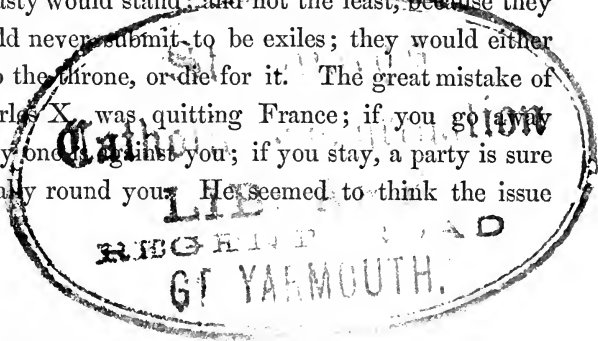 would stand; and not the least, because they
never submit to be exiles; they would either
the throne, or die for it. The great mistake of
X. was quitting France; if you go away
against you; if you stay, a party is sure
round you. He seemed to think the issue
GT YARMOUTH.